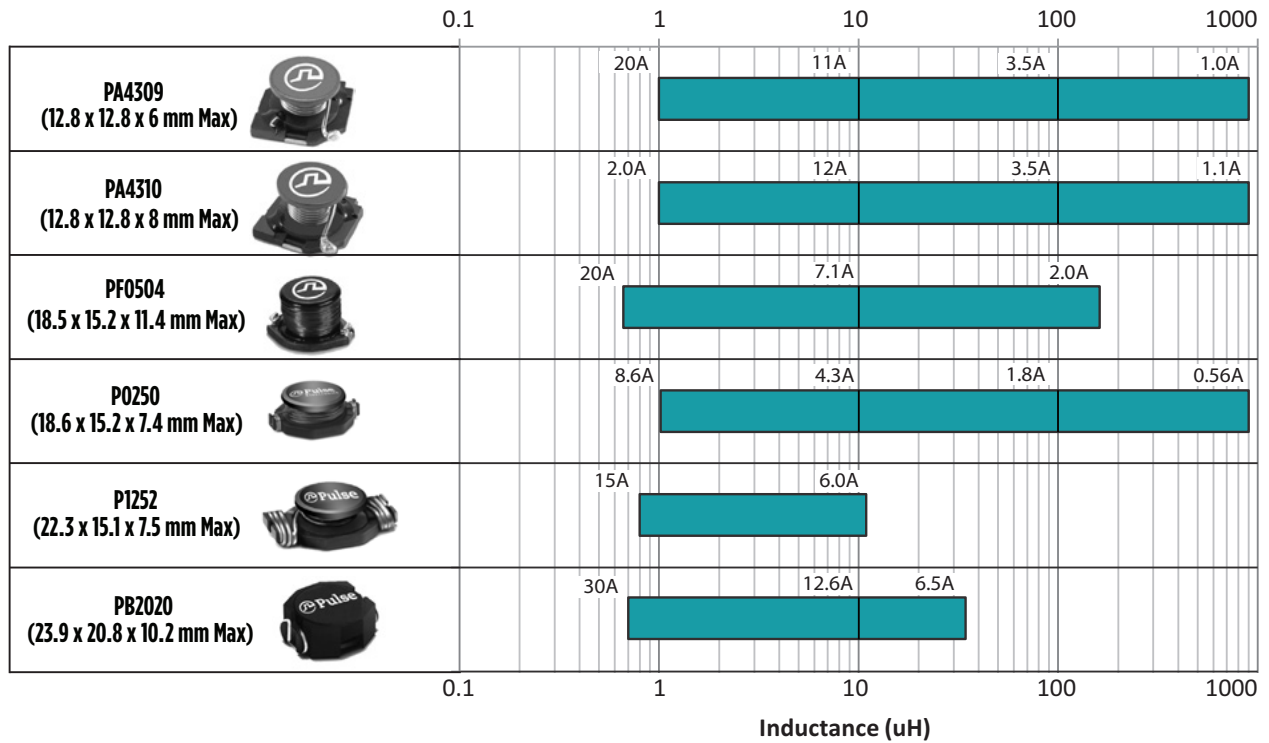 0.1 1 10 100 1000
20A 11A 3.5A 1.0A
PA4309
(12.8 x 12.8 x 6 mm Max)
2.0A 12A 3.5A 1.1A
PA4310
(12.8 x 12.8 x 8 mm Max)
20A 7.1A 2.0A
PF0504
(18.5 x 15.2 x 11.4 mm Max)
8.6A 4.3A 1.8A 0.56A
P0250
Pulse
(18.6 x 15.2 x 7.4 mm Max)
15A 6.0A
P1252
Pulse
(22.3 x 15.1 x 7.5 mm Max)
30A 12.6A 6.5A
PB2020
Pulse
(23.9 x 20.8 x 10.2 mm Max)
0.1 1 10 100 1000
Inductance (uH)